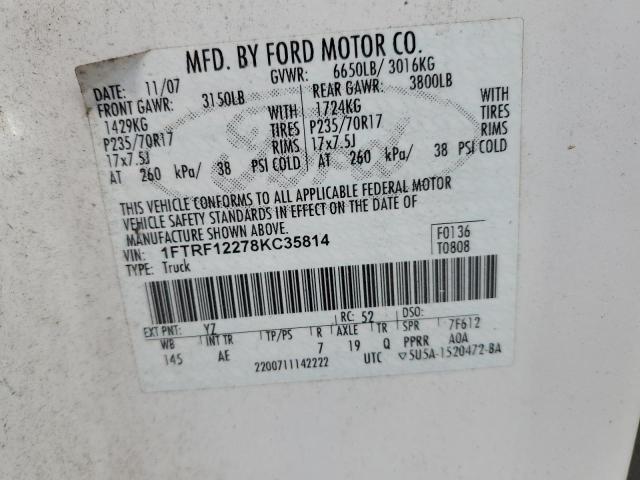 MFD. BY FORD MOTOR CO.
DATE: 11/07 GVWR: 6650LB/ 3016KG
FRONT GAWR: 3150LB REAR GAWR: 3800LB
1429KG 1724KG
P235/70R17 TIRES P235/70R17 TIRES
17x7.5J RIMS 17x7.5J RIMS
AT 260 kPa/ 38 PSI COLD AT 260 kPa/ 38 PSI COLD
THIS VEHICLE CONFORMS TO ALL APPLICABLE FEDERAL MOTOR
VEHICLE SAFETY STANDARDS IN EFFECT ON THE DATE OF
MANUFACTURE SHOWN ABOVE.
VIN: 1FTRF12278KC35814 F0136
TYPE: Truck T0808
EXT PNT: YZ RC: 52 DSO:
WB INT TR TP/PS R AXLE TR SPR 7F612
145 AE 7 19 Q PPRR AOA
2200711142222 UTC ▽5U5A-1520472-BA